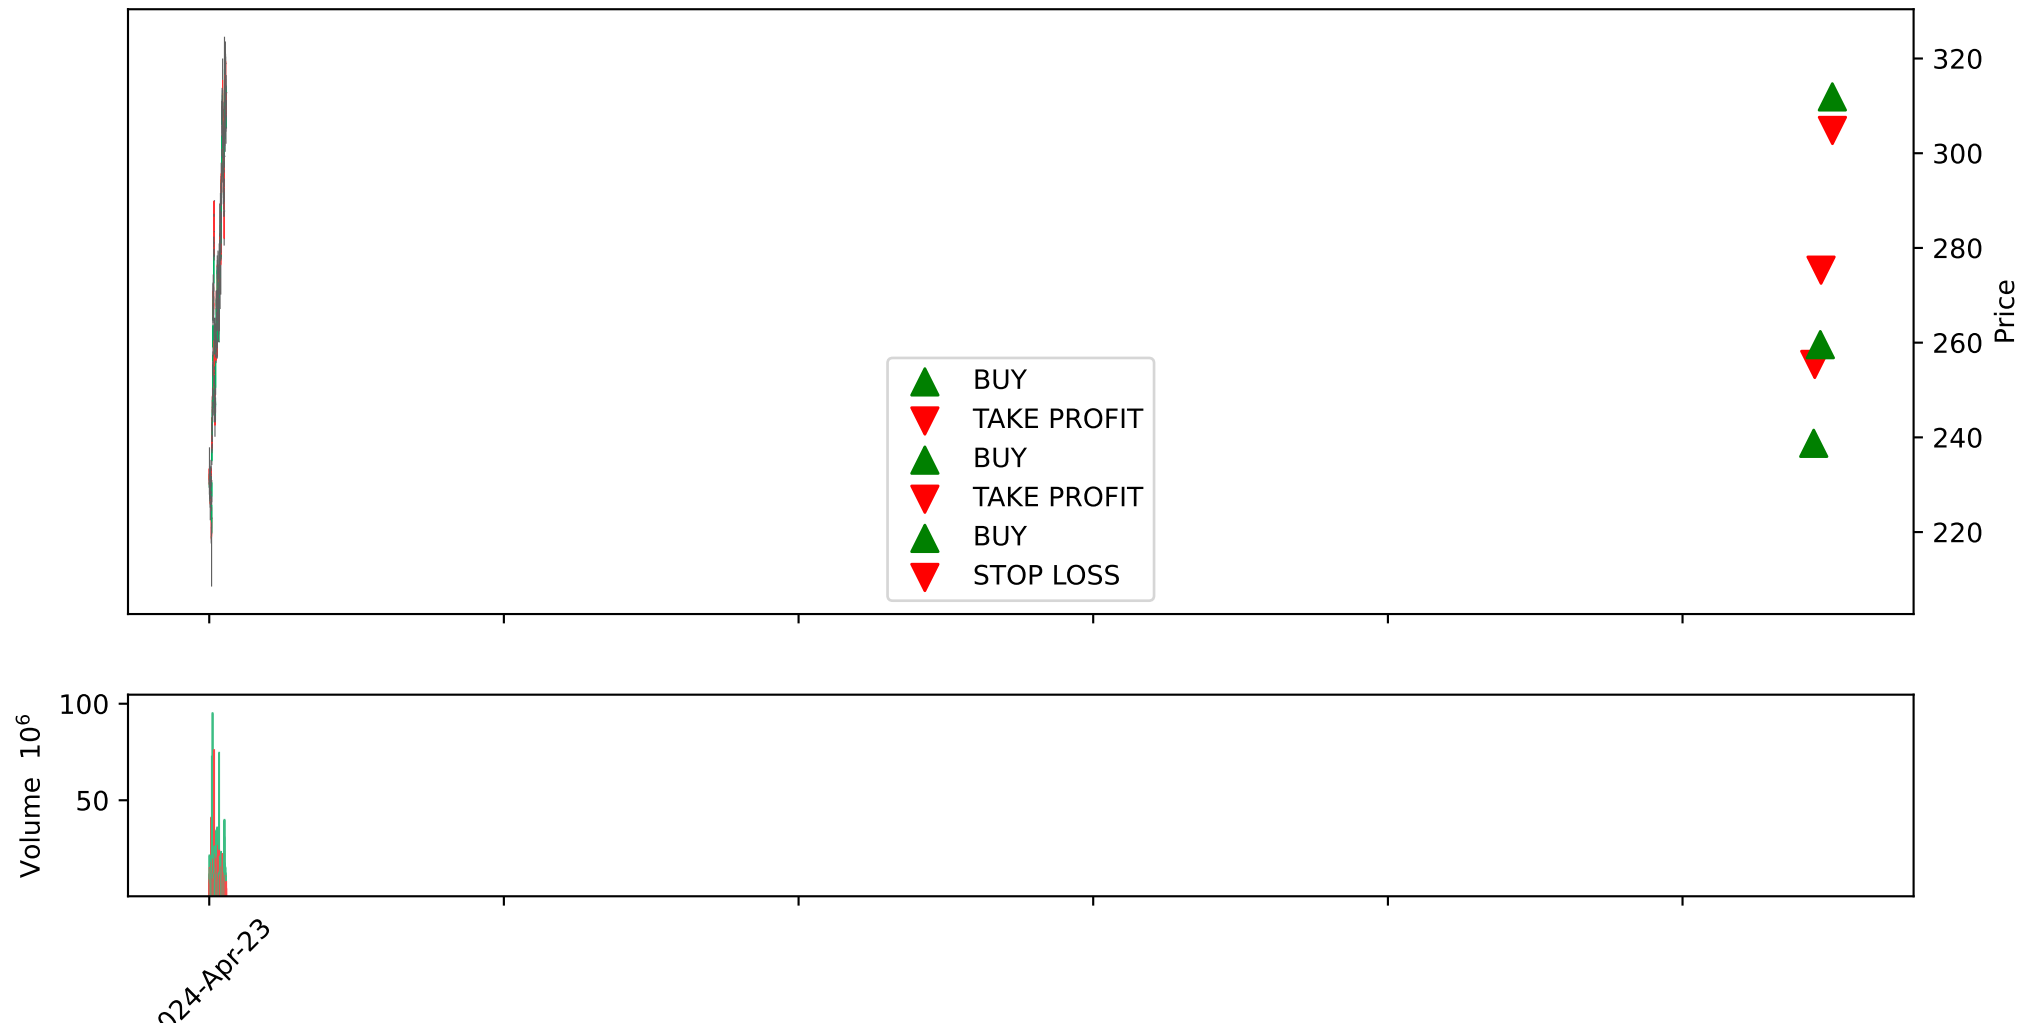 320
300
280
260
240
220
Price
BUY
TAKE PROFIT
BUY
TAKE PROFIT
BUY
STOP LOSS
100
50
Volume 10⁶
024-Apr-23